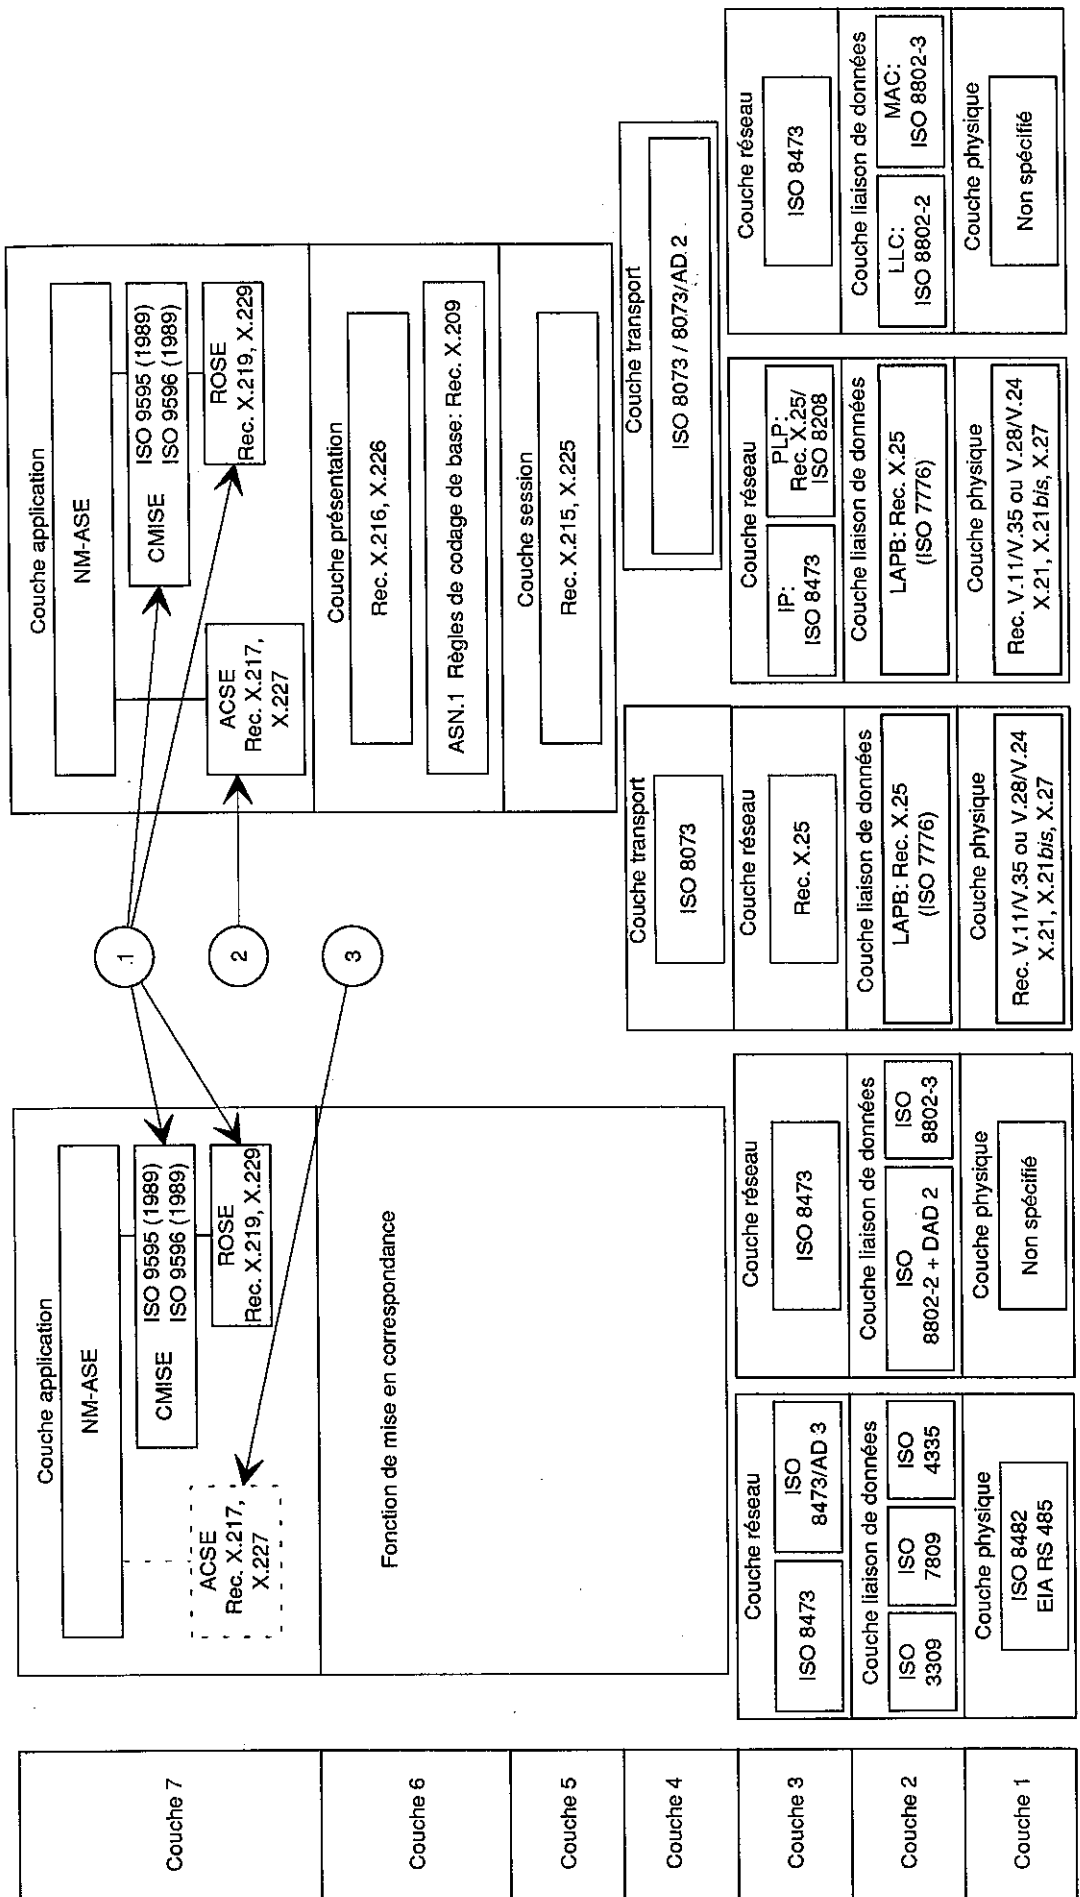 Couche 7
Couche 6
Couche 5
Couche 4
Couche 3
Couche 2
Couche 1
Couche application
NM-ASE
CMISE
ISO 9595 (1989)
ISO 9596 (1989)
ROSE
Rec. X.219, X.229
ACSE
Rec. X.217,
X.227
Fonction de mise en correspondance
Couche réseau
ISO 8473
ISO
8473/AD 3
Couche liaison de données
ISO
3309
ISO
7809
ISO
4335
Couche physique
ISO 8482
EIA RS 485
Couche réseau
ISO 8473
Couche liaison de données
ISO
8802-2 + DAD 2
ISO
8802-3
Couche physique
Non spécifié
1
2
3
Couche application
NM-ASE
CMISE
ISO 9595 (1989)
ISO 9596 (1989)
ROSE
Rec. X.219, X.229
ACSE
Rec. X.217,
X.227
Couche présentation
Rec. X.216, X.226
ASN.1 Règles de codage de base: Rec. X.209
Couche session
Rec. X.215, X.225
Couche transport
ISO 8073
Couche réseau
Rec. X.25
Couche liaison de données
LAPB: Rec. X.25
(ISO 7776)
Couche physique
Rec. V.11/V.35 ou V.28/V.24
X.21, X.21bis, X.27
Couche transport
ISO 8073 / 8073/AD 2
Couche réseau
IP:
ISO 8473
PLP:
Rec. X.25/
ISO 8208
Couche liaison de données
LAPB: Rec. X.25
(ISO 7776)
Couche physique
Rec. V.11/V.35 ou V.28/V.24
X.21, X.21bis, X.27
Couche réseau
ISO 8473
Couche liaison de données
LLC:
ISO 8802-2
MAC:
ISO 8802-3
Couche physique
Non spécifié